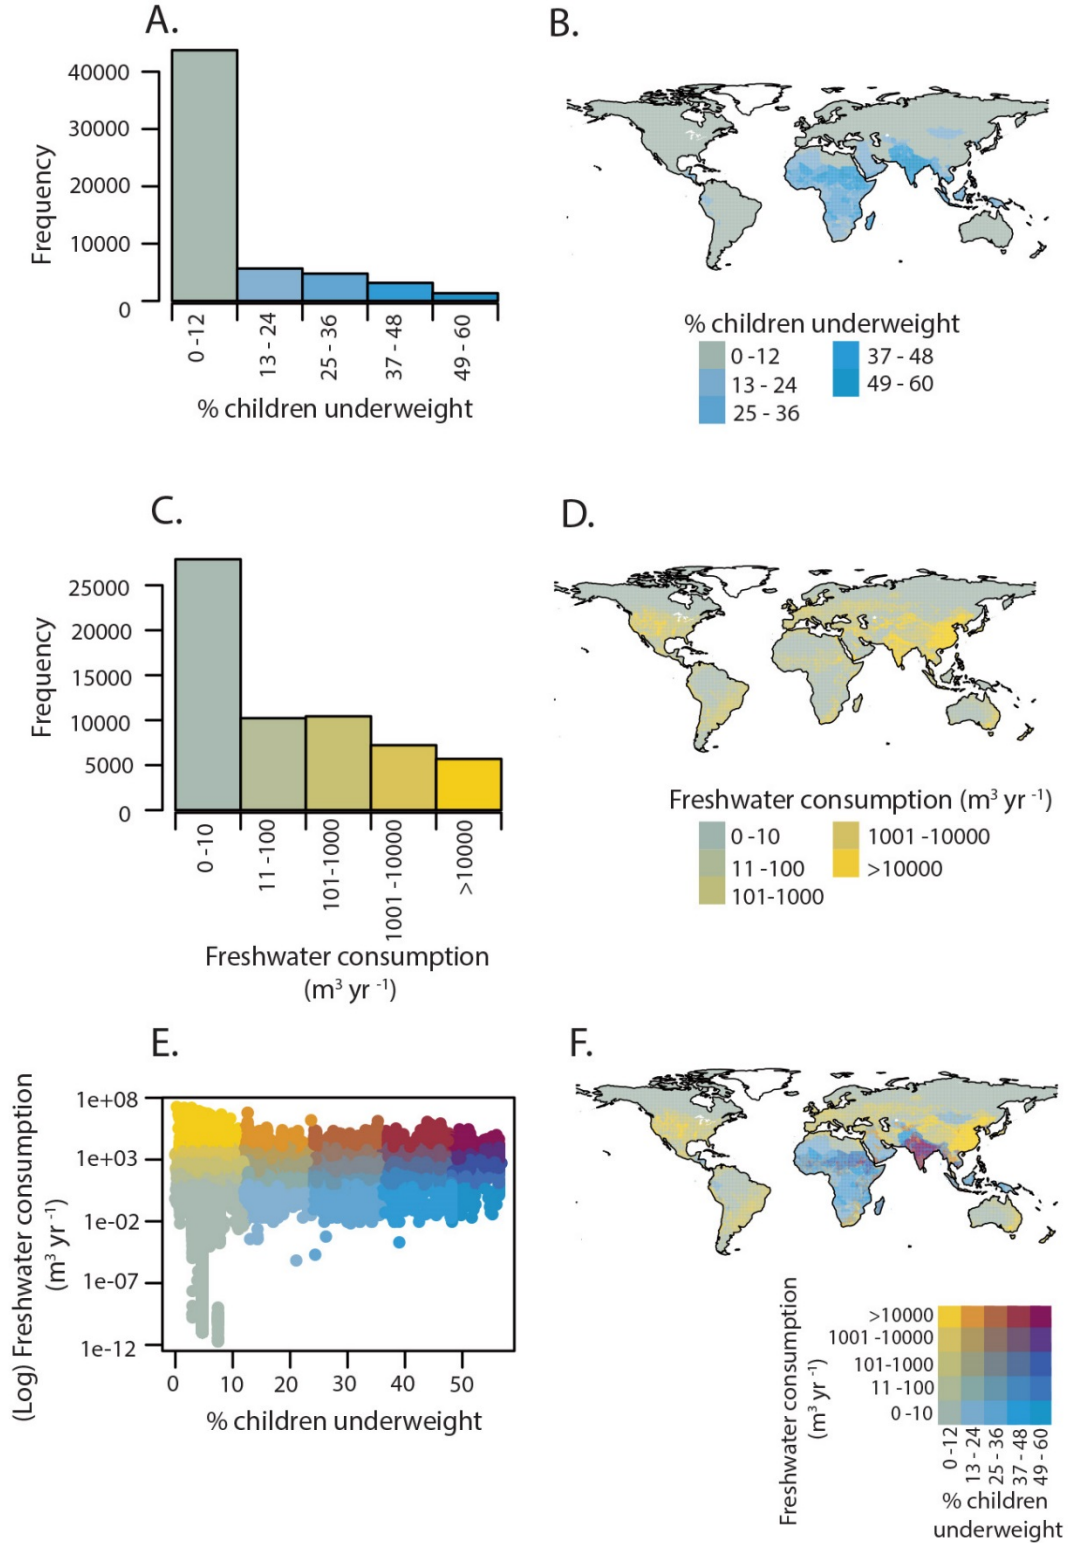 A.
40000
30000
20000
10000
0
Frequency
0 -12
13 - 24
25 - 36
37 - 48
49 - 60
% children underweight
B.
% children underweight
0 -12
13 - 24
25 - 36
37 - 48
49 - 60
C.
25000
20000
15000
10000
5000
0
Frequency
0 -10
11 -100
101-1000
1001 -10000
>10000
Freshwater consumption
(m³ yr ⁻¹)
D.
Freshwater consumption (m³ yr ⁻¹)
0 -10
11 -100
101-1000
1001 -10000
>10000
E.
(Log) Freshwater consumption
(m³ yr ⁻¹)
1e+08
1e+03
1e-02
1e-07
1e-12
0 10 20 30 40 50
% children underweight
F.
Freshwater consumption
(m³ yr ⁻¹)
>10000
1001 -10000
101-1000
11 -100
0 -10
0 -12
13 - 24
25 - 36
37 - 48
49 - 60
% children
underweight